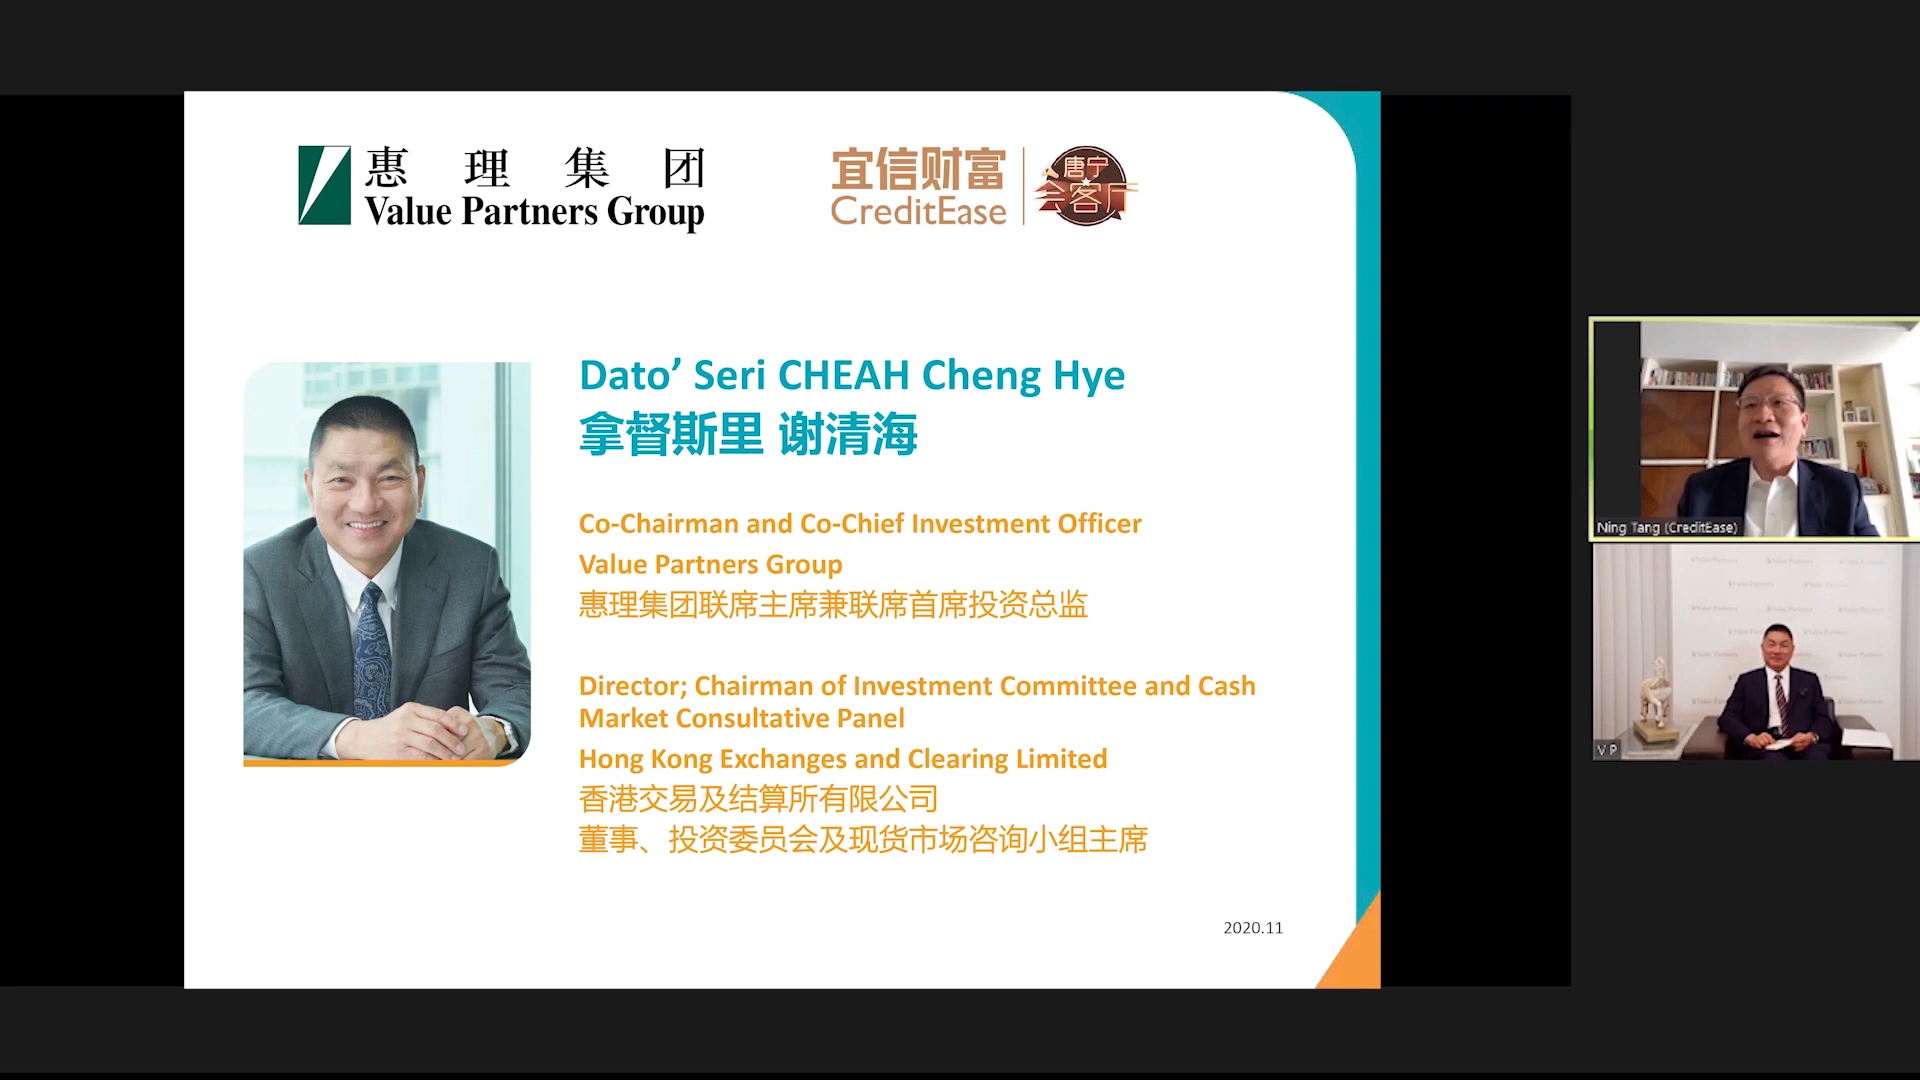 惠理集团
Value Partners Group
宜信财富
CreditEase
唐宁
会客厅
Dato’ Seri CHEAH Cheng Hye
拿督斯里 谢清海
Co-Chairman and Co-Chief Investment Officer
Value Partners Group
惠理集团联席主席兼联席首席投资总监
Director; Chairman of Investment Committee and Cash
Market Consultative Panel
Hong Kong Exchanges and Clearing Limited
香港交易及结算所有限公司
董事、投资委员会及现货市场咨询小组主席
2020.11
Ning Tang (CreditEase)
V P